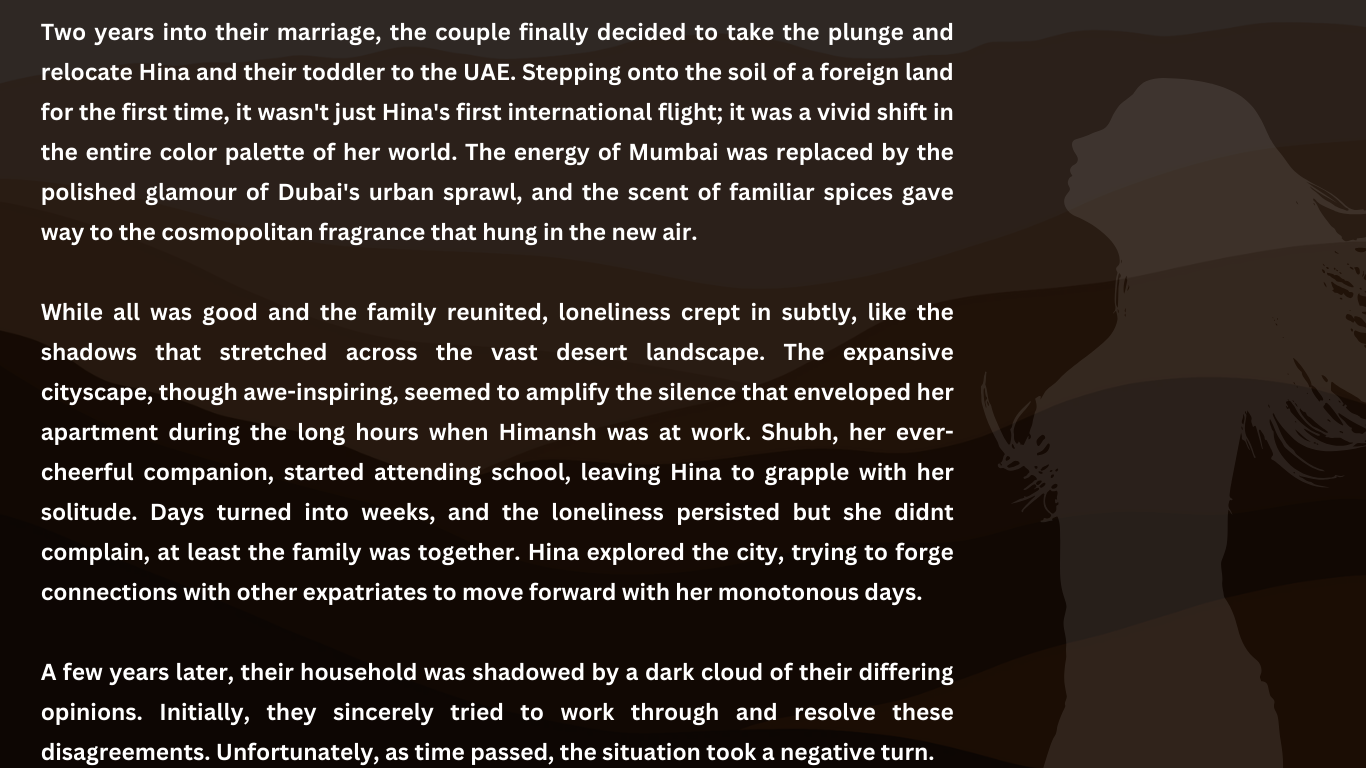 Two years into their marriage, the couple finally decided to take the plunge and
relocate Hina and their toddler to the UAE. Stepping onto the soil of a foreign land
for the first time, it wasn't just Hina's first international flight; it was a vivid shift in
the entire color palette of her world. The energy of Mumbai was replaced by the
polished glamour of Dubai's urban sprawl, and the scent of familiar spices gave
way to the cosmopolitan fragrance that hung in the new air.
While all was good and the family reunited, loneliness crept in subtly, like the
shadows that stretched across the vast desert landscape. The expansive
cityscape, though awe-inspiring, seemed to amplify the silence that enveloped her
apartment during the long hours when Himansh was at work. Shubh, her ever-
cheerful companion, started attending school, leaving Hina to grapple with her
solitude. Days turned into weeks, and the loneliness persisted but she didnt
complain, at least the family was together. Hina explored the city, trying to forge
connections with other expatriates to move forward with her monotonous days.
A few years later, their household was shadowed by a dark cloud of their differing
opinions. Initially, they sincerely tried to work through and resolve these
disagreements. Unfortunately, as time passed, the situation took a negative turn.